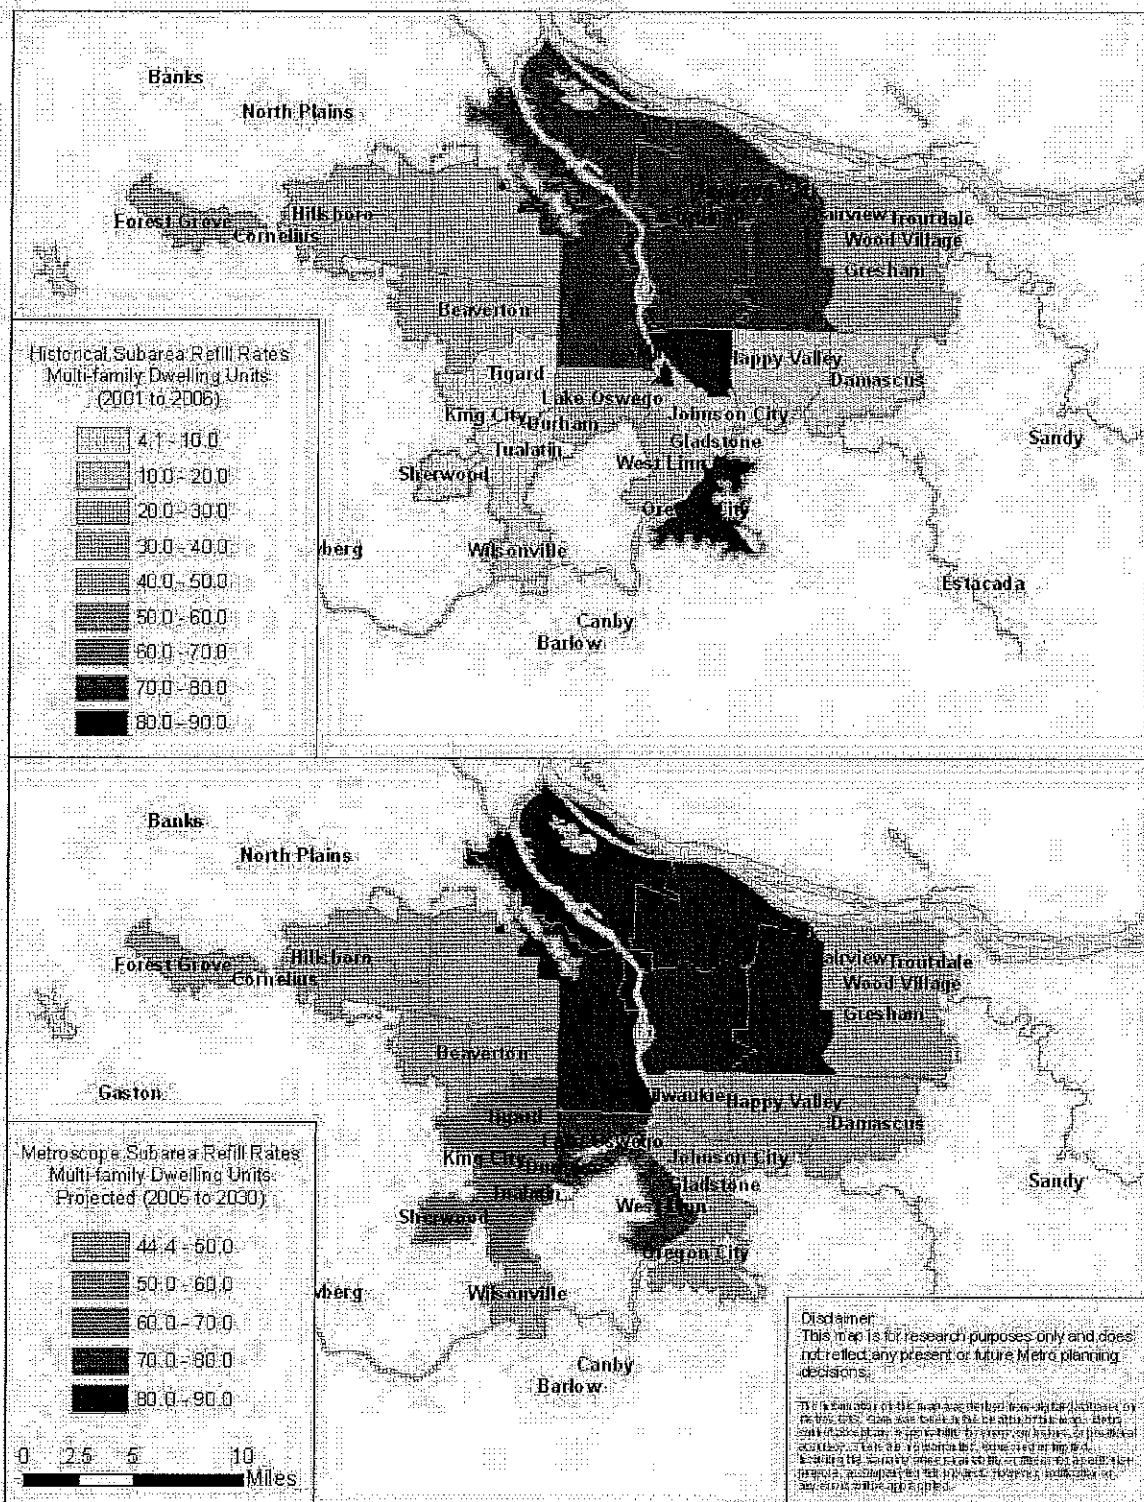 Banks
North Plains
Forest Grove
Hillsboro
Cornelius
airview Troutdale
Wood Village
Gresham
Beaverton
Tigard
Happy Valley
Damascus
Lake Oswego
King City
Durham
Johnson City
Gladstone
Tualatin
West Linn
Sherwood
Sandy
Wilsonville
Estacada
Canby
Barlow
Historical Subarea Refill Rates
Multi-family Dwelling Units
(2001 to 2006)
4.1 - 10.0
10.0 - 20.0
20.0 - 30.0
30.0 - 40.0
40.0 - 50.0
50.0 - 60.0
60.0 - 70.0
70.0 - 80.0
80.0 - 90.0
Banks
North Plains
Forest Grove
Hillsboro
Cornelius
airview Troutdale
Wood Village
Gresham
Beaverton
Gaston
lwaukie
Happy Valley
Tigard
Damascus
Lake Oswego
King City
Johnson City
Gladstone
Tualatin
West Linn
Sherwood
Oregon City
Sandy
Wilsonville
Canby
Barlow
Metroscope Subarea Refill Rates
Multi-family Dwelling Units
Projected (2005 to 2030)
44.4 - 50.0
50.0 - 60.0
60.0 - 70.0
70.0 - 80.0
80.0 - 90.0
0 2.5 5 10
Miles
Disclaimer:
This map is for research purposes only and does
not reflect any present or future Metro planning
decisions.